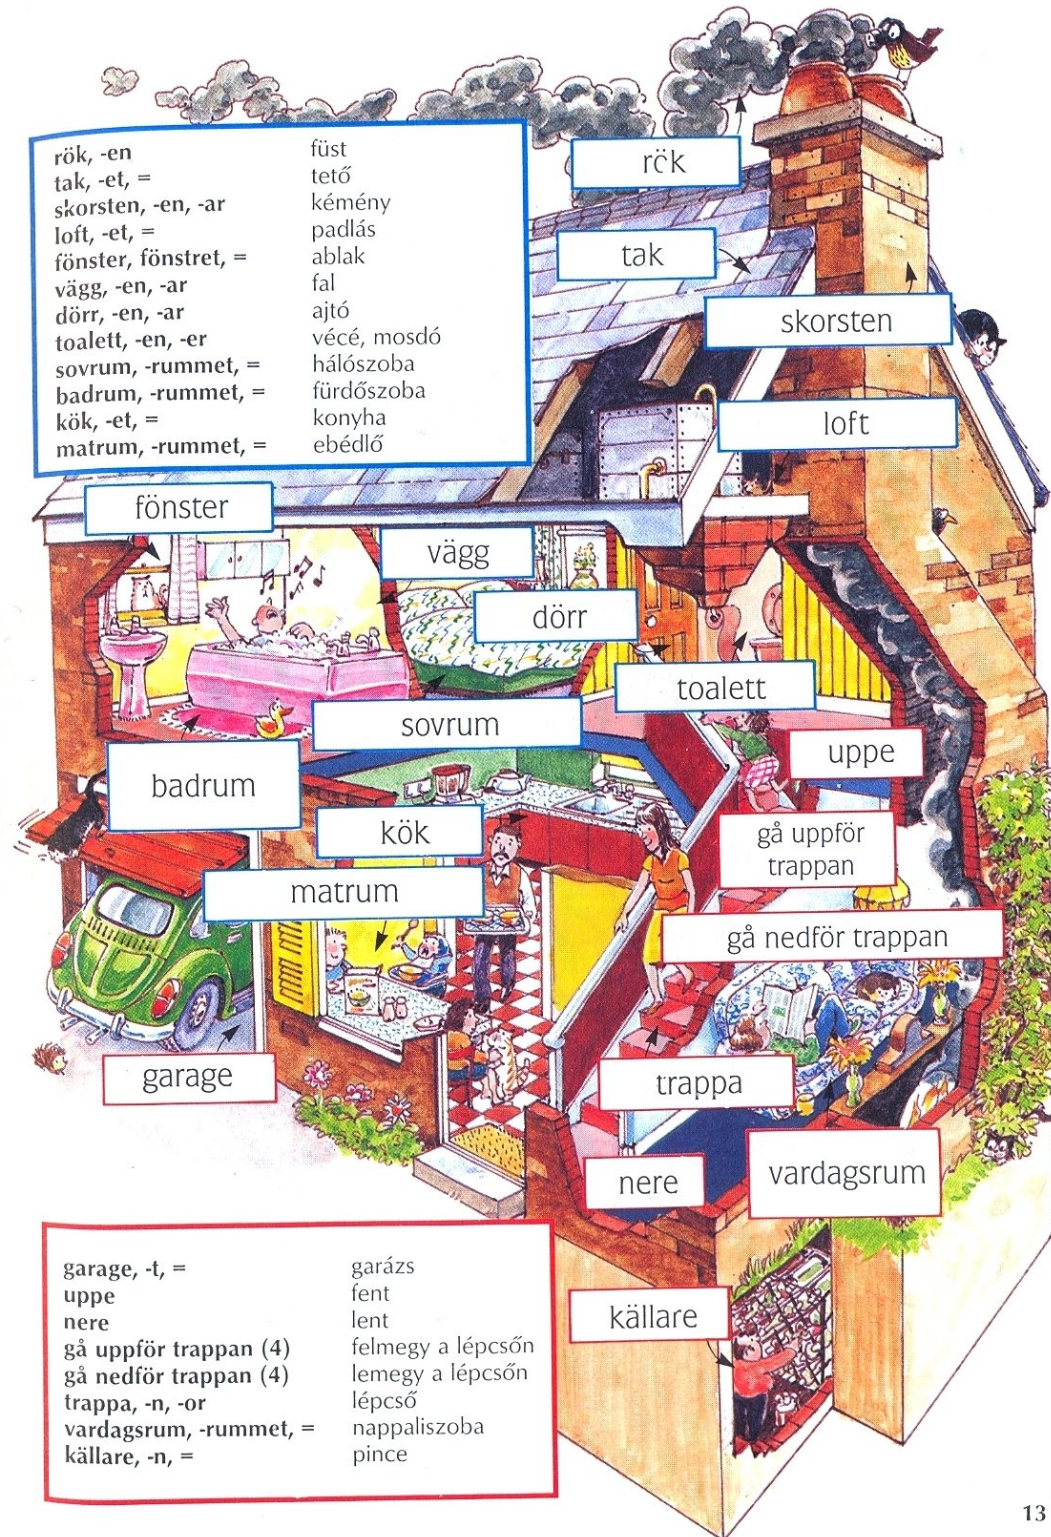 rök, -en füst
tak, -et, = tető
skorsten, -en, -ar kémény
loft, -et, = padlás
fönster, fönstret, = ablak
vägg, -en, -ar fal
dörr, -en, -ar ajtó
toalett, -en, -er vécé, mosdó
sovrum, -rummet, = hálószoba
badrum, -rummet, = fürdőszoba
kök, -et, = konyha
matrum, -rummet, = ebédlő
rök
tak
skorsten
loft
fönster
vägg
dörr
toalett
sovrum
uppe
badrum
kök
gå uppför
trappan
matrum
gå nedför trappan
garage
trappa
nere
vardagsrum
källare
garage, -t, = garázs
uppe fent
nere lent
gå uppför trappan (4) felmegy a lépcsőn
gå nedför trappan (4) lemegy a lépcsőn
trappa, -n, -or lépcső
vardagsrum, -rummet, = nappaliszoba
källare, -n, = pince
13